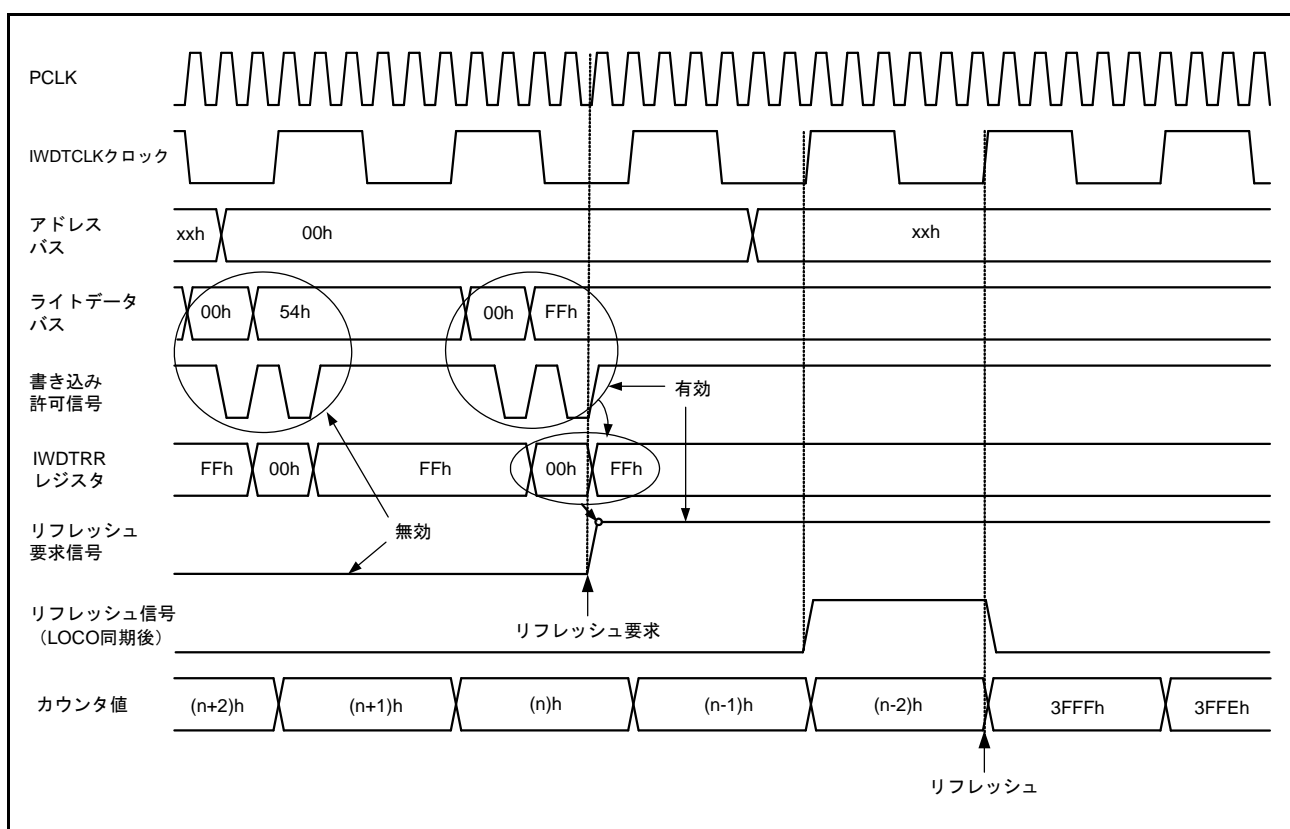 PCLK
IWDTCLKクロック
アドレス
バス
xxh
00h
xxh
ライトデータ
バス
00h
54h
00h
FFh
書き込み
許可信号
有効
IWDTRR
レジスタ
FFh
00h
FFh
00h
FFh
リフレッシュ
要求信号
無効
リフレッシュ要求
リフレッシュ信号
（LOCO同期後）
カウンタ値
(n+2)h
(n+1)h
(n)h
(n-1)h
(n-2)h
3FFFh
3FFEh
リフレッシュ